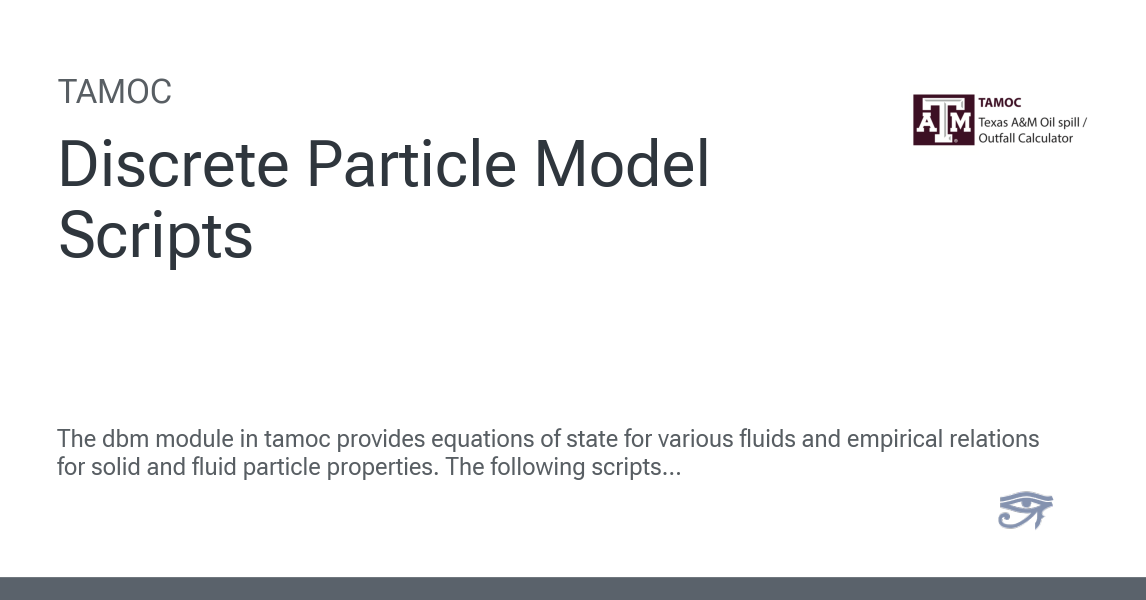 TAMOC
Discrete Particle Model
Scripts
ATM
TAMOC
Texas A&M Oil spill /
Outfall Calculator
The dbm module in tamoc provides equations of state for various fluids and empirical relations
for solid and fluid particle properties. The following scripts...